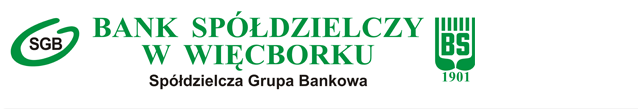 SGB
BANK SPÓŁDZIELCZY
W WIĘCBORKU
Spółdzielcza Grupa Bankowa
BS
1901